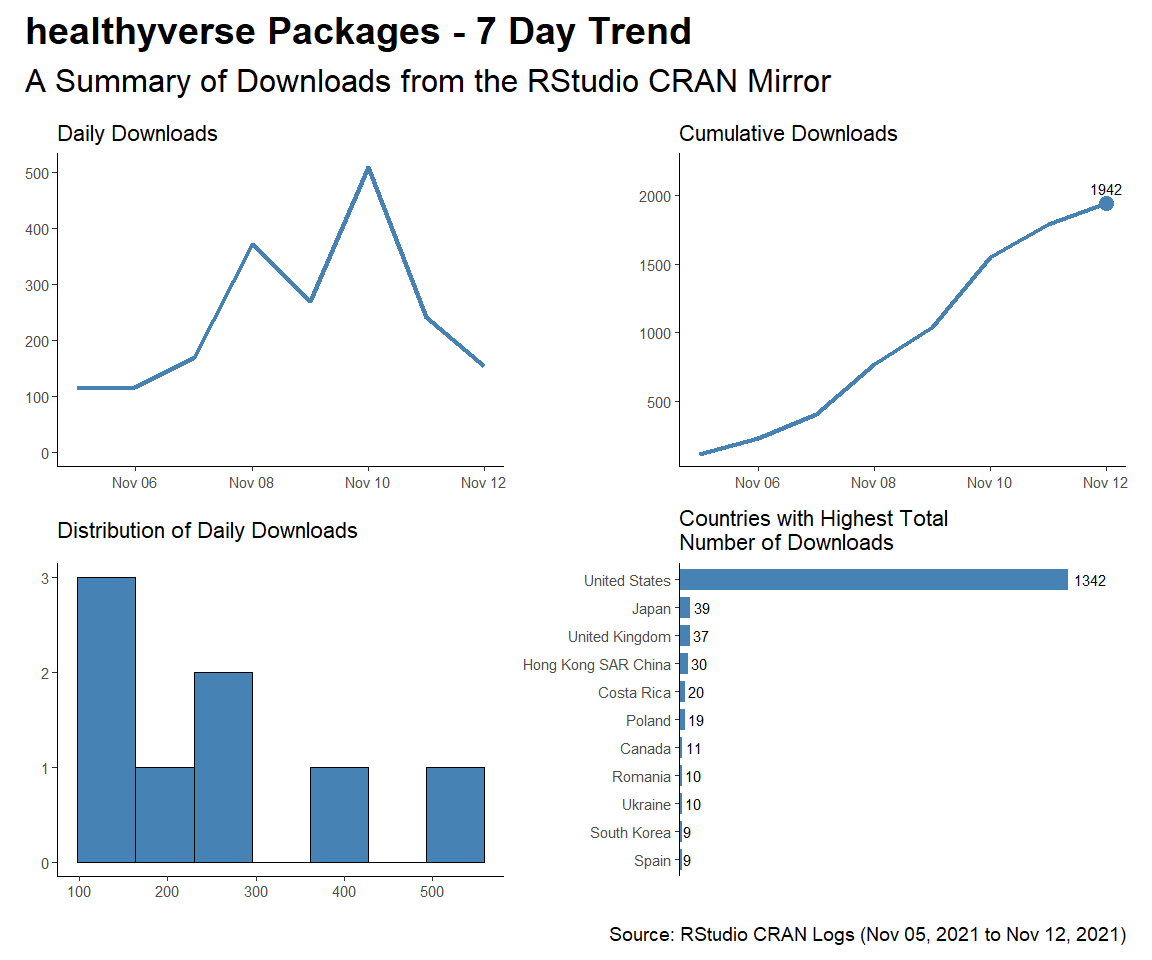 healthyverse Packages - 7 Day Trend
A Summary of Downloads from the RStudio CRAN Mirror
Daily Downloads
500
400
300
200
100
0
Nov 06 Nov 08 Nov 10 Nov 12
Cumulative Downloads
1942
2000
1500
1000
500
Nov 06 Nov 08 Nov 10 Nov 12
Distribution of Daily Downloads
3
2
1
0
100 200 300 400 500
Countries with Highest Total
Number of Downloads
United States 1342
Japan 39
United Kingdom 37
Hong Kong SAR China 30
Costa Rica 20
Poland 19
Canada 11
Romania 10
Ukraine 10
South Korea 9
Spain 9
Source: RStudio CRAN Logs (Nov 05, 2021 to Nov 12, 2021)